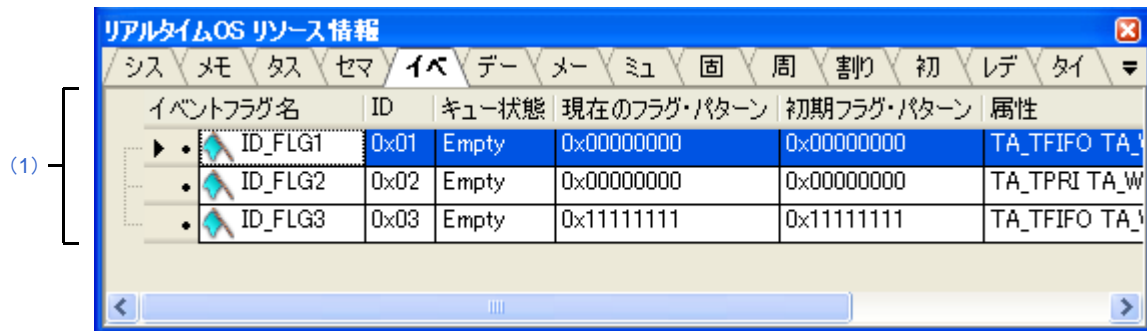 リアルタイムOS リソース情報
シス メモ タス セマ イベ デー メー ミュ 固 周 割り 初 レデ タイ
(1)
イベントフラグ名 ID キュー状態 現在のフラグ・パターン 初期フラグ・パターン 属性
ID_FLG1 0x01 Empty 0x00000000 0x00000000 TA_TFIFO TA_
ID_FLG2 0x02 Empty 0x00000000 0x00000000 TA_TPRI TA_W
ID_FLG3 0x03 Empty 0x11111111 0x11111111 TA_TFIFO TA_